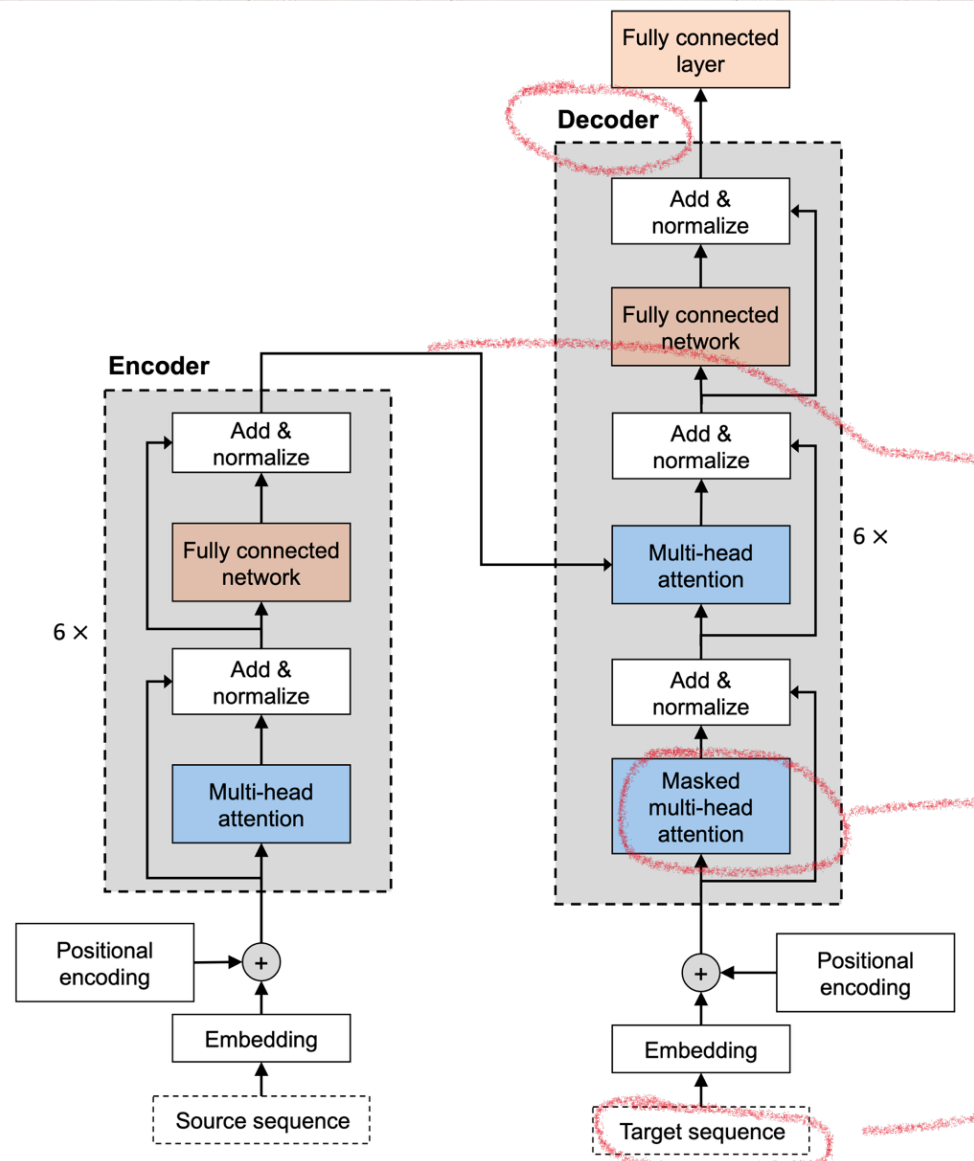 Fully connected
layer
Decoder
Add &
normalize
Fully connected
network
Encoder
Add &
normalize
Add &
normalize
6 ×
Fully connected
network
Multi-head
attention
6 ×
Add &
normalize
Add &
normalize
Multi-head
attention
Masked
multi-head
attention
Positional
encoding
+
+
Positional
encoding
Embedding
Embedding
Source sequence
Target sequence